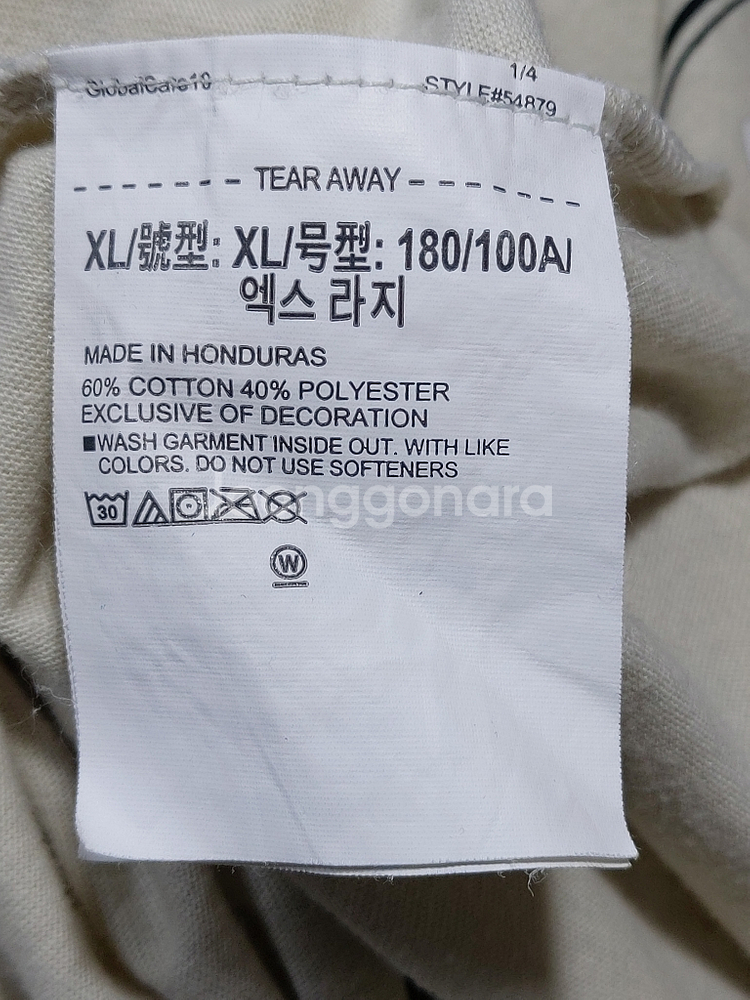 1/4
GlobalCare10 STYLE#54879
TEAR AWAY
XL/號型: XL/号型: 180/100A/
엑스 라지
MADE IN HONDURAS
60% COTTON 40% POLYESTER
EXCLUSIVE OF DECORATION
■WASH GARMENT INSIDE OUT. WITH LIKE
COLORS. DO NOT USE SOFTENERS
30
W